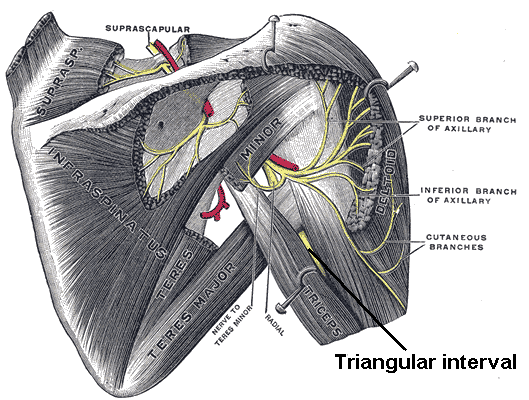 SUPRASCAPULAR
SUPRASP.
SUPERIOR BRANCH
OF AXILLARY
MINOR
DELTOID
INFRASPINATUS
INFERIOR BRANCH
OF AXILLARY
TERES
CUTANEOUS
BRANCHES
TERES MAJOR
NERVE TO
TERES MINOR
RADIAL
TRICEPS
Triangular interval